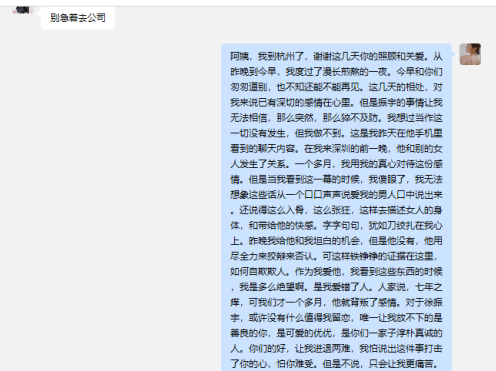 别急着去公司
阿姨，我到杭州了，谢谢这几天你的照顾和关爱。从
昨晚到今早，我度过了漫长煎熬的一夜。今早和你们
匆匆道别，也不知还能不能再见。这几天的相处，对
我来说已有深切的感情在心里。但是振宇的事情让我
无法相信，那么突然，那么猝不及防。我想过当作这
一切没有发生，但我做不到。这是我昨天在他手机里
看到的聊天内容。在我来深圳的前一晚，他和别的女
人发生了关系。一个多月，我用我的真心对待这份感
情。但是当我看到这一幕的时候，我傻眼了，我无法
想象这些话从一个口口声声说爱我的男人口中说出来
。还说得这么入骨，这么张狂，这样去描述女人的身
体，和带给他的快感。字字句句，犹如刀绞扎在我心
上。昨晚我给他和我坦白的机会，但是他没有，他用
尽全力来狡辩来否认。可这样铁铮铮的证据在这里，
如何自欺欺人。作为我爱他，我看到这些东西的时候
，我是多么绝望啊。是我爱错了人。人家说，七年之
痒，可我们才一个多月，他就背叛了感情。对于徐振
宇，或许没有什么值得我留恋，唯一让我放不下的是
善良的你，是可爱的优优，是你们一家子淳朴真诚的
人。你们的好，让我进退两难，我怕说出这件事打击
了你的心，怕你难受。但是不说，只会让我更痛苦。